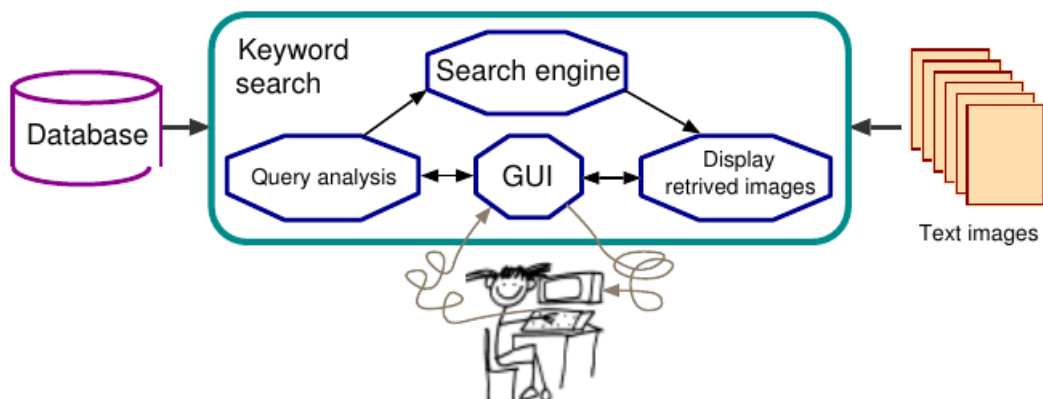 Keyword
search
Search engine
Database
Query analysis
GUI
Display
retrived images
Text images